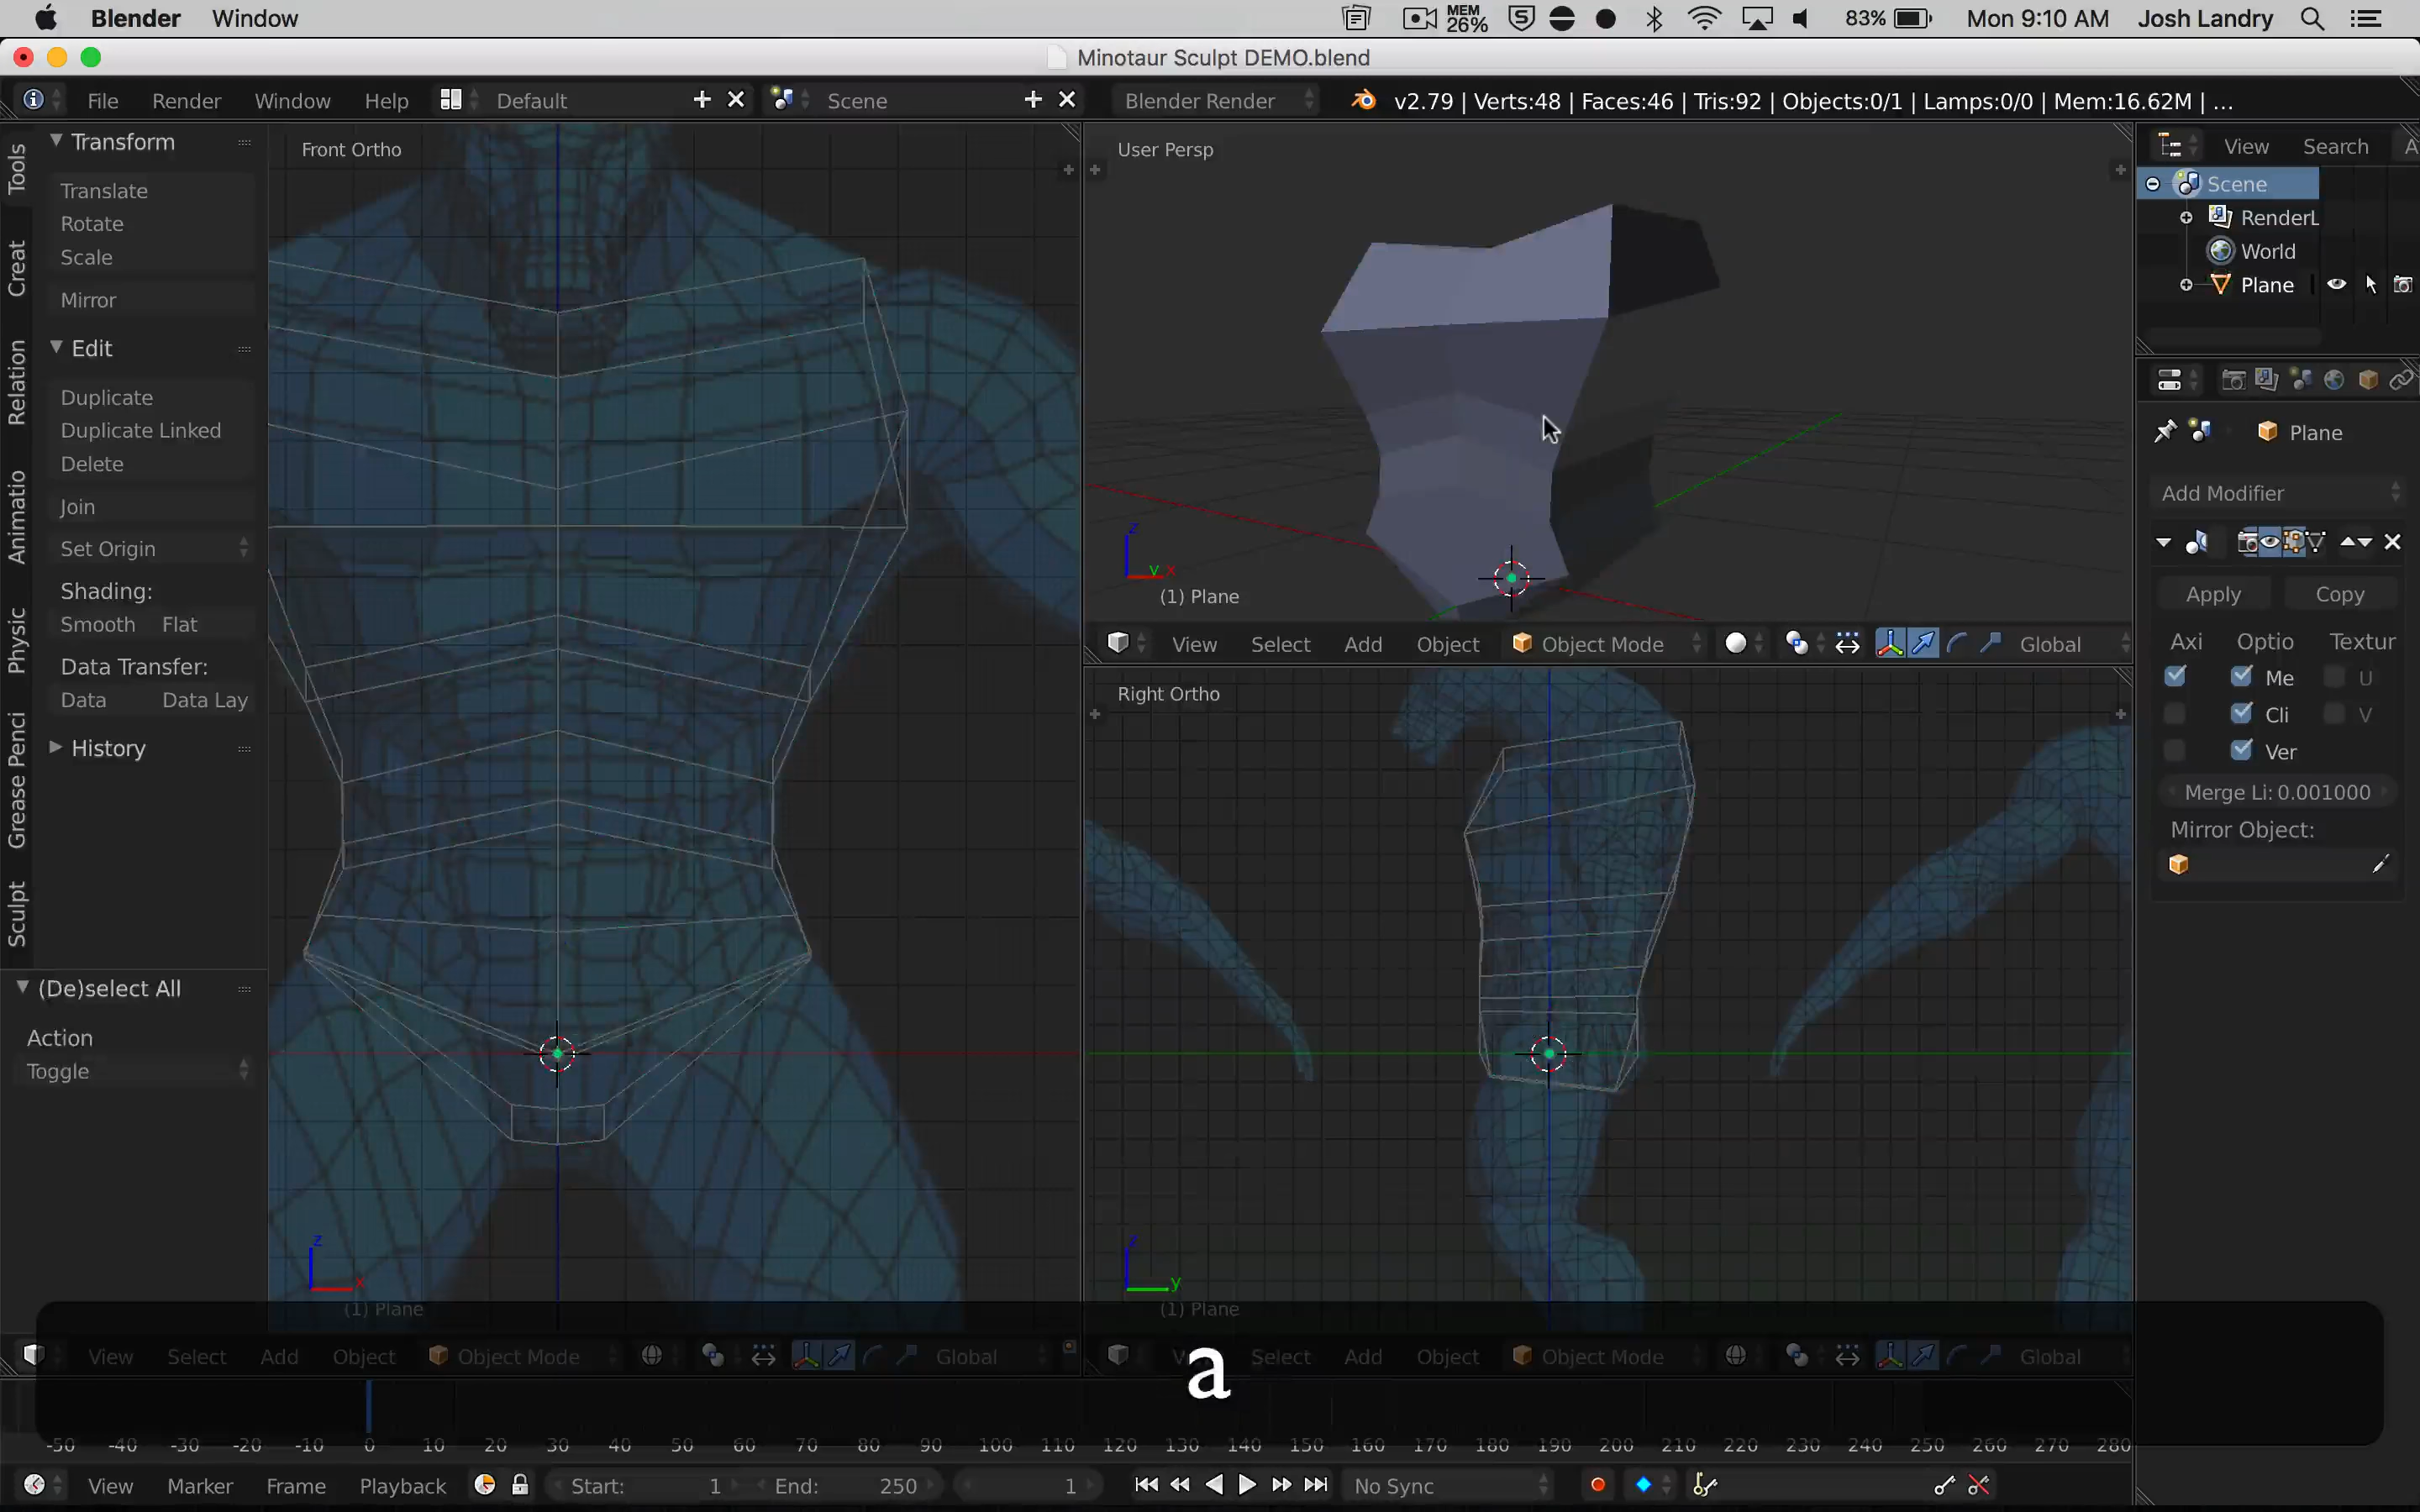 Blender Window MEM 26% 83% Mon 9:10 AM Josh Landry
Minotaur Sculpt DEMO.blend
File Render Window Help Default Scene Blender Render v2.79 | Verts:48 | Faces:46 | Tris:92 | Objects:0/1 | Lamps:0/0 | Mem:16.62M | ...
Tools
Creat
Relation
Animatio
Physic
Grease Penci
Sculpt
Transform
Translate
Rotate
Scale
Mirror
Edit
Duplicate
Duplicate Linked
Delete
Join
Set Origin
Shading:
Smooth Flat
Data Transfer:
Data Data Lay
History
(De)select All
Action
Toggle
Front Ortho
z
x
(1) Plane
View Select Add Object Object Mode Global
User Persp
z
y x
(1) Plane
View Select Add Object Object Mode Global
Right Ortho
z
y
(1) Plane
V Select Add Object Object Mode Global
a
View Search A
Scene
RenderL
World
Plane
Plane
Add Modifier
Apply Copy
Axi Optio Textur
Me U
Cli V
Ver
Merge Li: 0.001000
Mirror Object:
-50 -40 -30 -20 -10 0 10 20 30 40 50 60 70 80 90 100 110 120 130 140 150 160 170 180 190 200 210 220 230 240 250 260 270 280
View Marker Frame Playback Start: 1 End: 250 1 No Sync